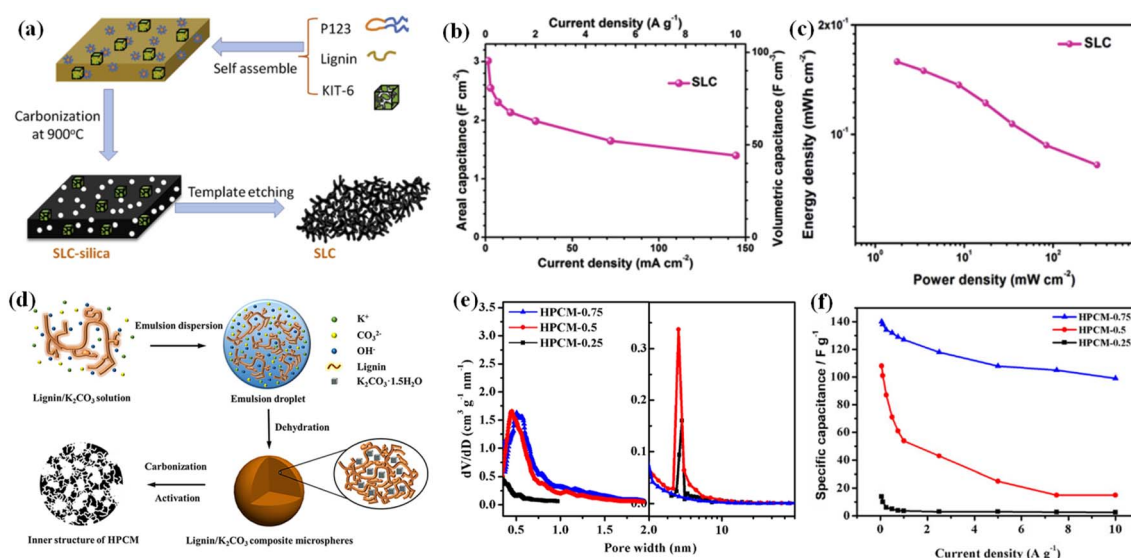 (a)
P123
Lignin
KIT-6
Self assemble
Carbonization
at 900°C
Template etching
SLC-silica
SLC
(b)
Current density (A g⁻¹)
0 2 4 6 8 10
Areal capacitance (F cm⁻²)
3
2
1
0
SLC
100
50
0
Volumetric capacitance (F cm⁻³)
0 50 100 150
Current density (mA cm⁻²)
(c)
Energy density (mWh cm⁻²)
2x10⁻¹
10⁻¹
SLC
10⁰ 10¹ 10² 10³
Power density (mW cm⁻²)
(d)
Emulsion dispersion
Lignin/K₂CO₃ solution
Emulsion droplet
K⁺
CO₃²⁻
OH⁻
Lignin
K₂CO₃·1.5H₂O
Dehydration
Carbonization
Activation
Inner structure of HPCM
Lignin/K₂CO₃ composite microspheres
(e)
dV/dD (cm³ g⁻¹ nm⁻¹)
3.5
3.0
2.5
2.0
1.5
1.0
0.5
0.0
HPCM-0.75
HPCM-0.5
HPCM-0.25
0.3
0.2
0.1
0.0
0.5 1.0 2.0 10
Pore width (nm)
(f)
Specific capacitance / F g⁻¹
140
120
100
80
60
40
20
0
HPCM-0.75
HPCM-0.5
HPCM-0.25
0 2 4 6 8 10
Current density (A g⁻¹)